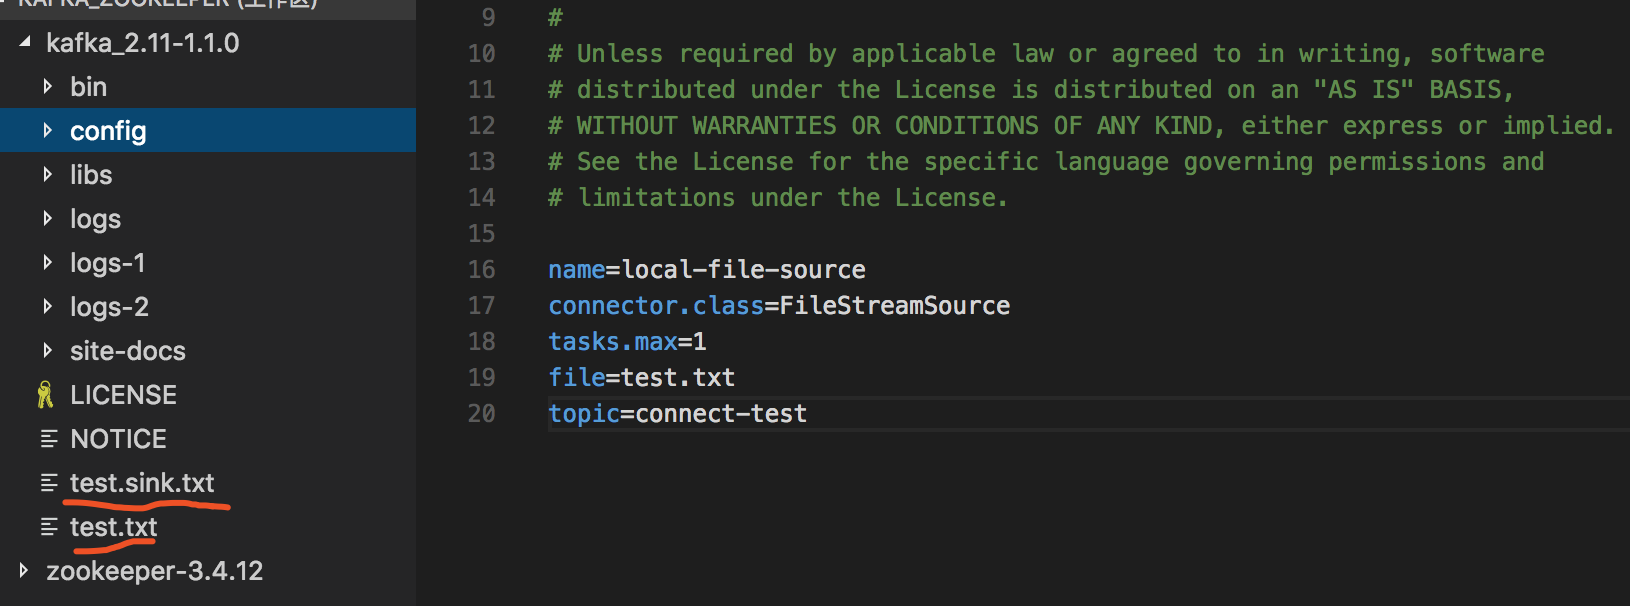 KAFKA_ZOOKEEPER (工作区)
kafka_2.11-1.1.0
bin
config
libs
logs
logs-1
logs-2
site-docs
LICENSE
NOTICE
test.sink.txt
test.txt
zookeeper-3.4.12
9 #
10 # Unless required by applicable law or agreed to in writing, software
11 # distributed under the License is distributed on an "AS IS" BASIS,
12 # WITHOUT WARRANTIES OR CONDITIONS OF ANY KIND, either express or implied.
13 # See the License for the specific language governing permissions and
14 # limitations under the License.
15
16 name=local-file-source
17 connector.class=FileStreamSource
18 tasks.max=1
19 file=test.txt
20 topic=connect-test